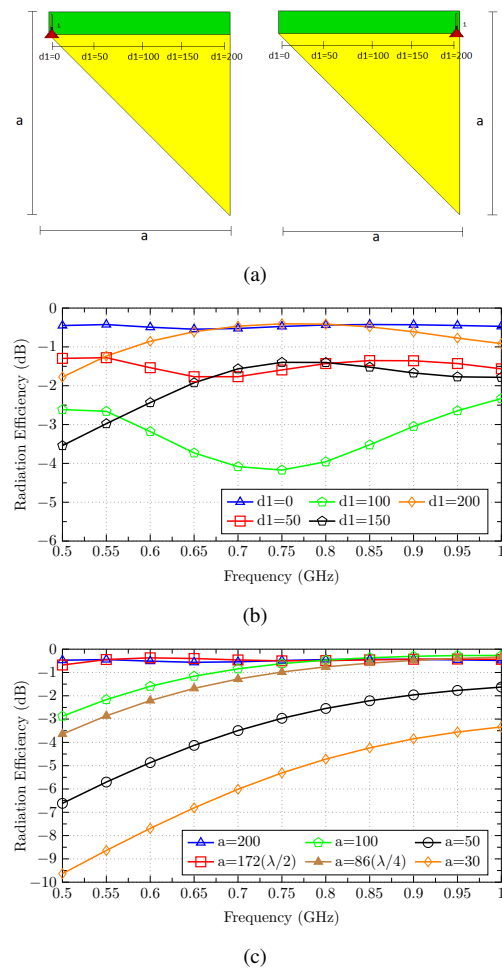 1
d1=0 d1=50 d1=100 d1=150 d1=200
a
a
1
d1=0 d1=50 d1=100 d1=150 d1=200
a
a
(a)
Radiation Efficiency (dB)
0
−1
−2
−3
−4
−5
−6
d1=0 d1=100 d1=200
d1=50 d1=150
0.5 0.55 0.6 0.65 0.7 0.75 0.8 0.85 0.9 0.95 1
Frequency (GHz)
(b)
Radiation Efficiency (dB)
0
−1
−2
−3
−4
−5
−6
−7
−8
−9
−10
a=200 a=100 a=50
a=172(λ/2) a=86(λ/4) a=30
0.5 0.55 0.6 0.65 0.7 0.75 0.8 0.85 0.9 0.95 1
Frequency (GHz)
(c)